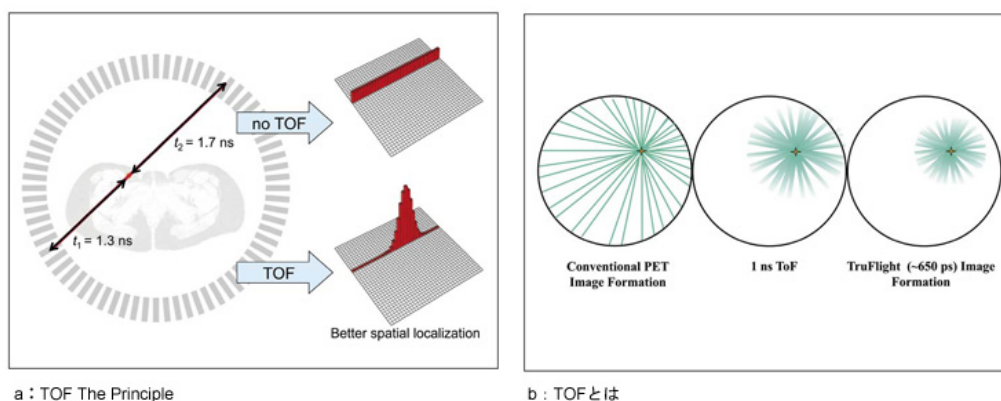 no TOF
t₂ = 1.7 ns
t₁ = 1.3 ns
TOF
Better spatial localization
a：TOF The Principle
Conventional PET
Image Formation
1 ns ToF
TruFlight (~650 ps) Image
Formation
b：TOFとは